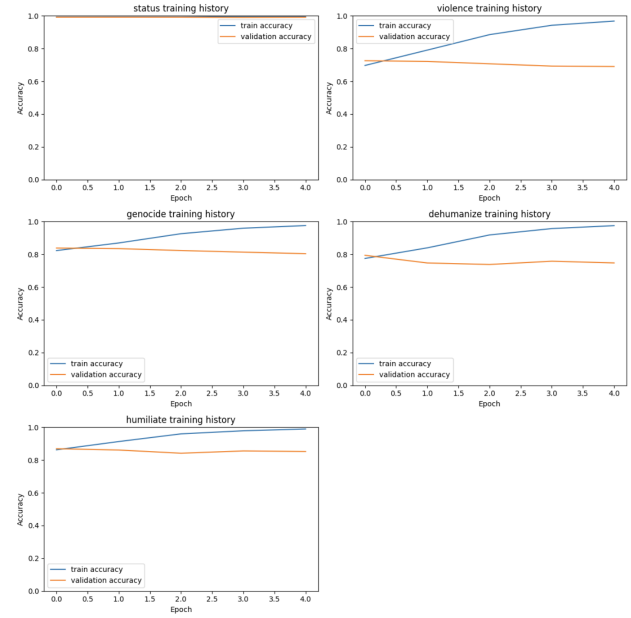 status training history
1.0
0.8
0.6
0.4
0.2
0.0
Accuracy
train accuracy
validation accuracy
0.0 0.5 1.0 1.5 2.0 2.5 3.0 3.5 4.0
Epoch
violence training history
1.0
0.8
0.6
0.4
0.2
0.0
Accuracy
train accuracy
validation accuracy
0.0 0.5 1.0 1.5 2.0 2.5 3.0 3.5 4.0
Epoch
genocide training history
1.0
0.8
0.6
0.4
0.2
0.0
Accuracy
train accuracy
validation accuracy
0.0 0.5 1.0 1.5 2.0 2.5 3.0 3.5 4.0
Epoch
dehumanize training history
1.0
0.8
0.6
0.4
0.2
0.0
Accuracy
train accuracy
validation accuracy
0.0 0.5 1.0 1.5 2.0 2.5 3.0 3.5 4.0
Epoch
humiliate training history
1.0
0.8
0.6
0.4
0.2
0.0
Accuracy
train accuracy
validation accuracy
0.0 0.5 1.0 1.5 2.0 2.5 3.0 3.5 4.0
Epoch